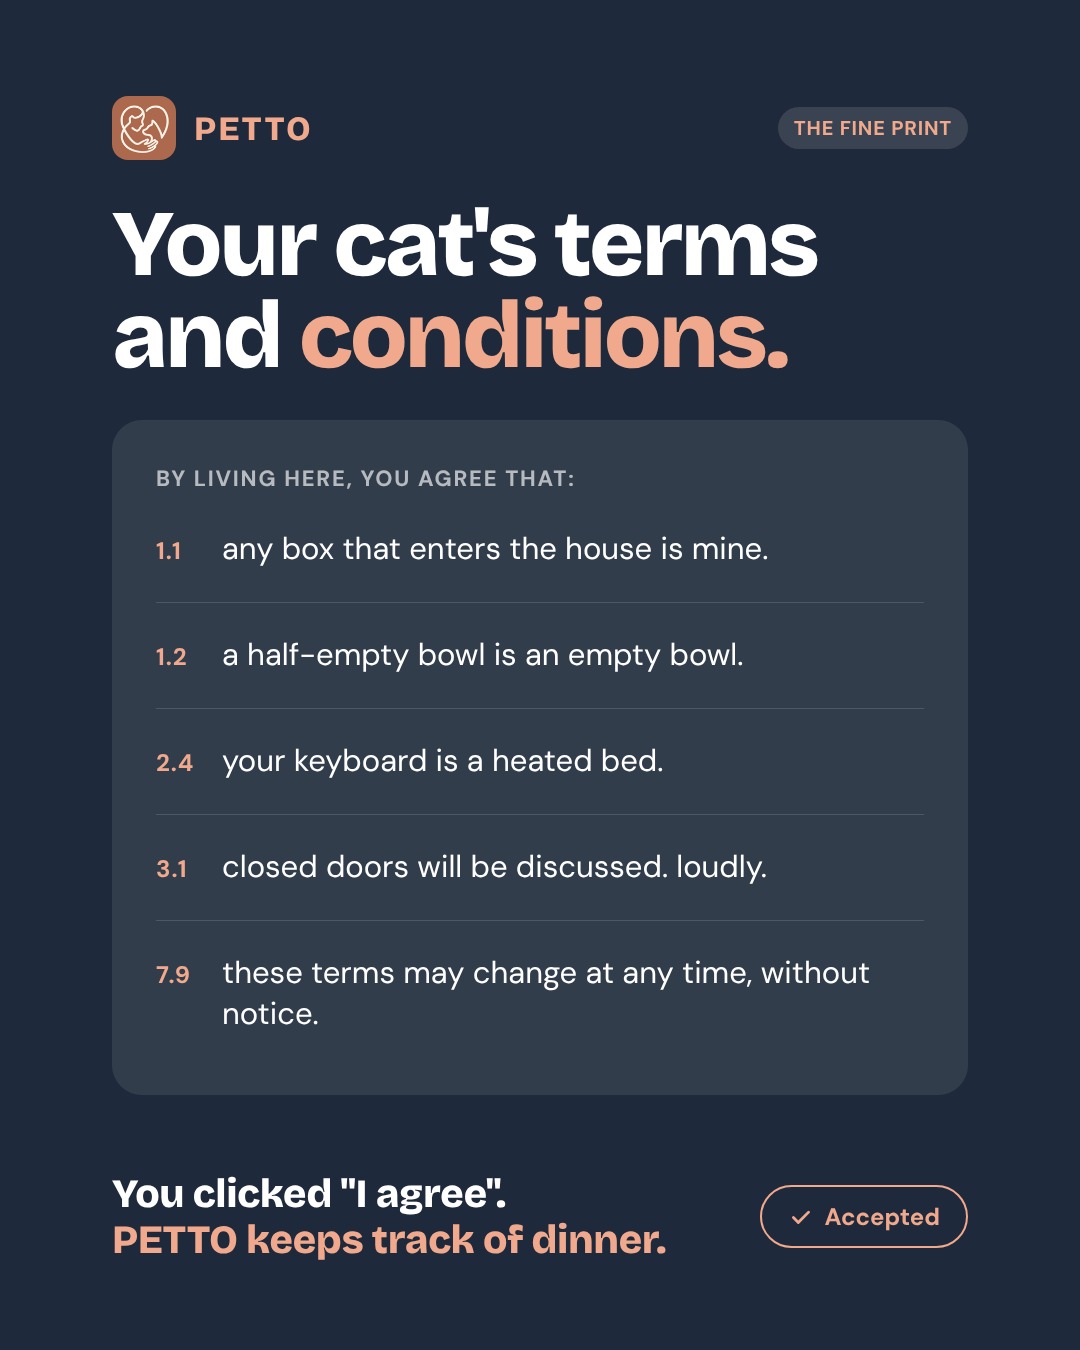 PETTO
THE FINE PRINT
Your cat's terms
and conditions.
BY LIVING HERE, YOU AGREE THAT:
1.1 any box that enters the house is mine.
1.2 a half-empty bowl is an empty bowl.
2.4 your keyboard is a heated bed.
3.1 closed doors will be discussed. loudly.
7.9 these terms may change at any time, without
notice.
You clicked "I agree".
PETTO keeps track of dinner.
Accepted